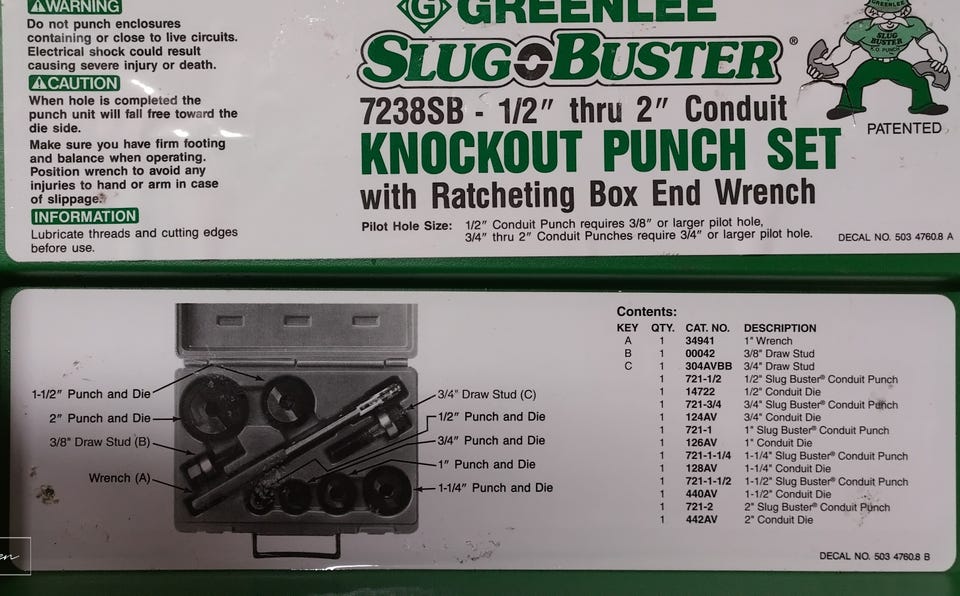 WARNING
Do not punch enclosures
containing or close to live circuits.
Electrical shock could result
causing severe injury or death.
CAUTION
When hole is completed the
punch unit will fall free toward the
die side.
Make sure you have firm footing
and balance when operating.
Position wrench to avoid any
injuries to hand or arm in case
of slippage.
INFORMATION
Lubricate threads and cutting edges
before use.
G GREENLEE
SLUG BUSTER®
7238SB - 1/2" thru 2" Conduit
KNOCKOUT PUNCH SET
with Ratcheting Box End Wrench
Pilot Hole Size: 1/2" Conduit Punch requires 3/8" or larger pilot hole,
3/4" thru 2" Conduit Punches require 3/4" or larger pilot hole.
GREENLEE
SLUG
BUSTER
K.O. PUNCH
PATENTED
DECAL NO. 503 4760.8 A
1-1/2" Punch and Die
2" Punch and Die
3/8" Draw Stud (B)
Wrench (A)
3/4" Draw Stud (C)
1/2" Punch and Die
3/4" Punch and Die
1" Punch and Die
1-1/4" Punch and Die
Contents:
KEY QTY. CAT. NO. DESCRIPTION
A 1 34941 1" Wrench
B 1 00042 3/8" Draw Stud
C 1 304AVBB 3/4" Draw Stud
1 721-1/2 1/2" Slug Buster® Conduit Punch
1 14722 1/2" Conduit Die
1 721-3/4 3/4" Slug Buster® Conduit Punch
1 124AV 3/4" Conduit Die
1 721-1 1" Slug Buster® Conduit Punch
1 126AV 1" Conduit Die
1 721-1-1/4 1-1/4" Slug Buster® Conduit Punch
1 128AV 1-1/4" Conduit Die
1 721-1-1/2 1-1/2" Slug Buster® Conduit Punch
1 440AV 1-1/2" Conduit Die
1 721-2 2" Slug Buster® Conduit Punch
1 442AV 2" Conduit Die
DECAL NO. 503 4760.8 B